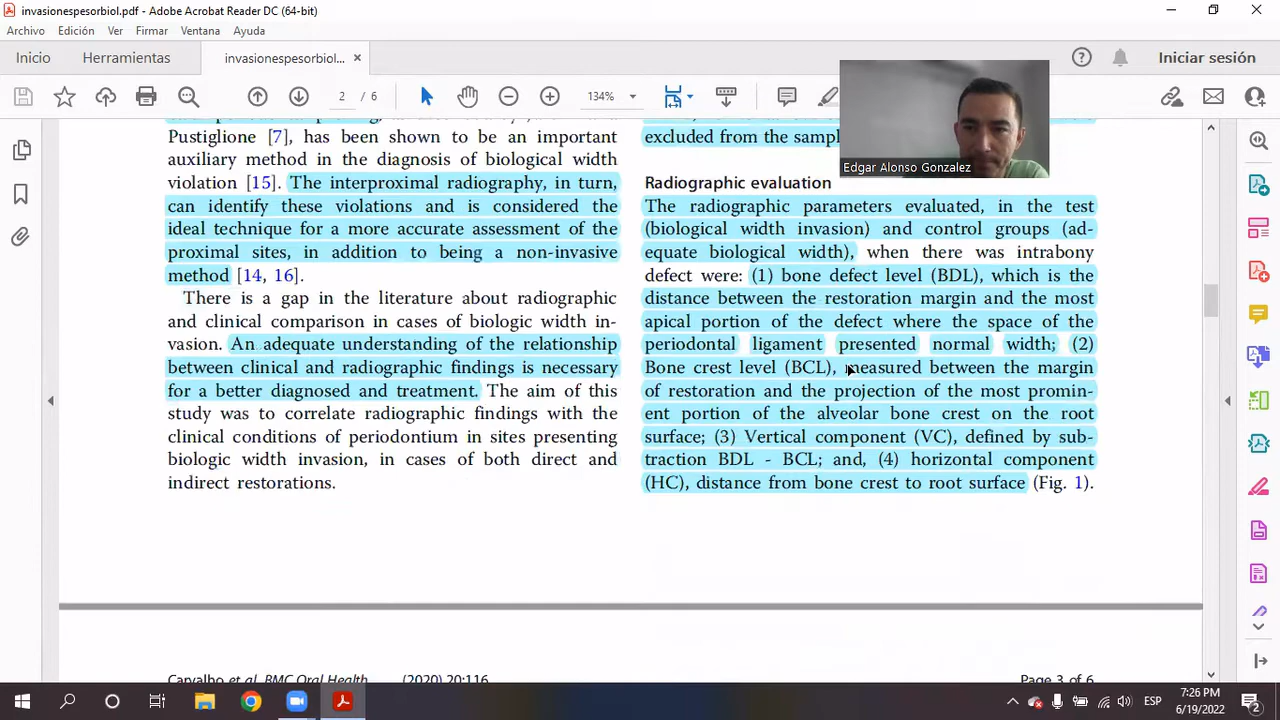 invasionespesorbiol.pdf - Adobe Acrobat Reader DC (64-bit)
Archivo Edición Ver Firmar Ventana Ayuda
Inicio Herramientas invasionespesorbiol... Iniciar sesión
2 / 6 134%
Edgar Alonso Gonzalez
Pustiglione [7], has been shown to be an important
auxiliary method in the diagnosis of biological width
violation [15]. The interproximal radiography, in turn,
can identify these violations and is considered the
ideal technique for a more accurate assessment of the
proximal sites, in addition to being a non-invasive
method [14, 16].
There is a gap in the literature about radiographic
and clinical comparison in cases of biologic width in-
vasion. An adequate understanding of the relationship
between clinical and radiographic findings is necessary
for a better diagnosed and treatment. The aim of this
study was to correlate radiographic findings with the
clinical conditions of periodontium in sites presenting
biologic width invasion, in cases of both direct and
indirect restorations.
excluded from the samp
Radiographic evaluation
The radiographic parameters evaluated, in the test
(biological width invasion) and control groups (ad-
equate biological width), when there was intrabony
defect were: (1) bone defect level (BDL), which is the
distance between the restoration margin and the most
apical portion of the defect where the space of the
periodontal ligament presented normal width; (2)
Bone crest level (BCL), measured between the margin
of restoration and the projection of the most promin-
ent portion of the alveolar bone crest on the root
surface; (3) Vertical component (VC), defined by sub-
traction BDL - BCL; and, (4) horizontal component
(HC), distance from bone crest to root surface (Fig. 1).
Carvalho et al. BMC Oral Health (2020) 20:116 Page 3 of 6
ESP
7:26 PM
6/19/2022
2